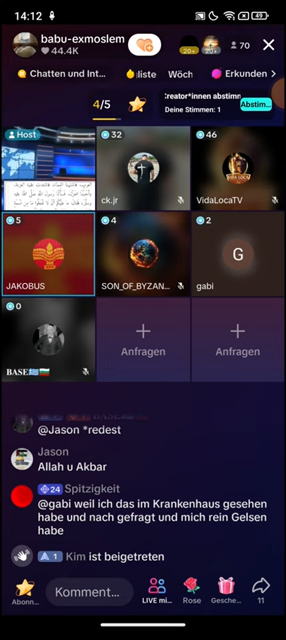 14:12
49
babu-exmoslem
44.4K
20+
20+
70
Chatten und Int...
liste
Wöch
Erkunden
4/5
Creator*innen abstimm
Deine Stimmen: 1
Abstim...
Host
32
ck.jr
46
VidaLocaTV
5
JAKOBUS
4
SON_OF_BYZAN...
2
G
gabi
0
BASE
Anfragen
Anfragen
@Jason *redest
Jason
Allah u Akbar
24 Spitzigkeit
@gabi weil ich das im Krankenhaus gesehen
habe und nach gefragt und mich rein Gelsen
habe
1 Kim ist beigetreten
Abonn...
Komment...
LIVE mi...
Rose
Gesche...
11